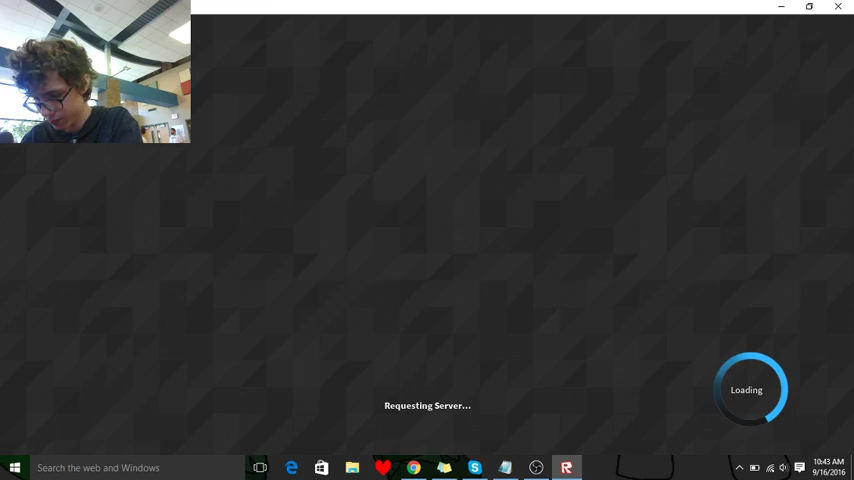 Requesting Server...
Loading
Search the web and Windows
10:43 AM
9/16/2016